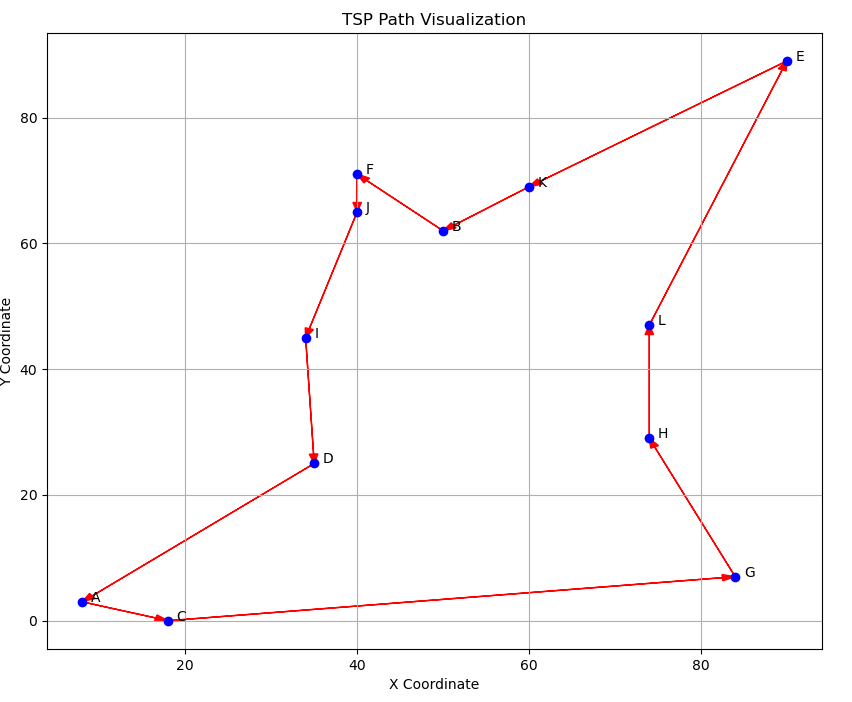 TSP Path Visualization
E
80
F
K
J
B
60
Y Coordinate
L
I
40
H
D
20
G
A
C
0
20 40 60 80
X Coordinate